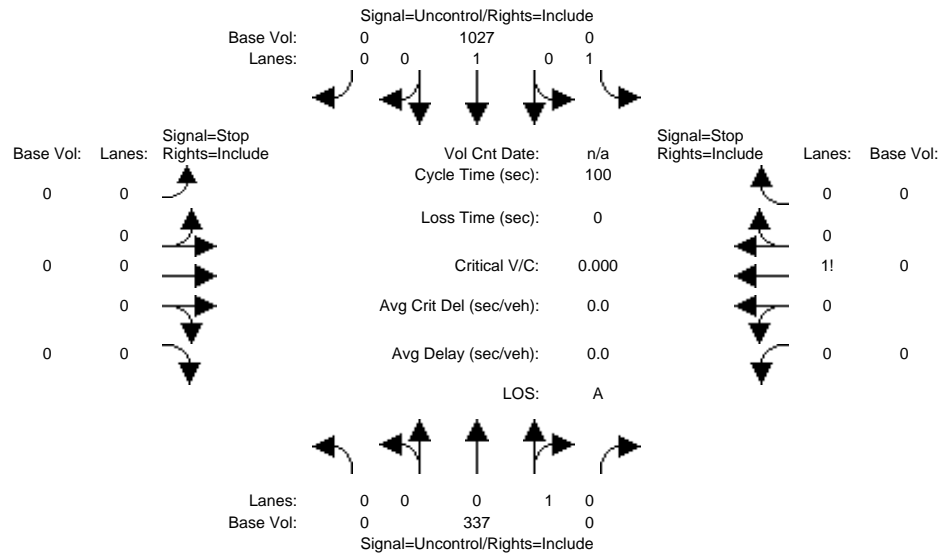 Signal=Uncontrol/Rights=Include
Base Vol: 0 1027 0
Lanes: 0 0 1 0 1
Signal=Stop Signal=Stop
Base Vol: Lanes: Rights=Include Vol Cnt Date: n/a Rights=Include Lanes: Base Vol:
Cycle Time (sec): 100
0 0 0 0
Loss Time (sec): 0
0 0
0 0 Critical V/C: 0.000 1! 0
0 Avg Crit Del (sec/veh): 0.0 0
0 0 Avg Delay (sec/veh): 0.0 0 0
LOS: A
Lanes: 0 0 0 1 0
Base Vol: 0 337 0
Signal=Uncontrol/Rights=Include